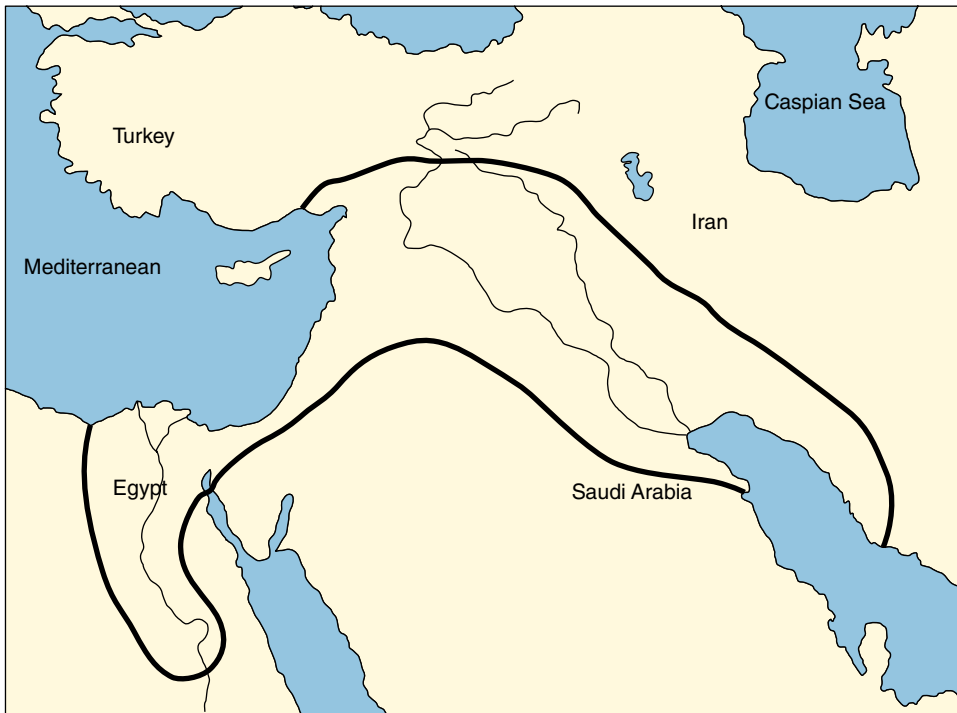 Caspian Sea
Turkey
Iran
Mediterranean
Egypt
Saudi Arabia